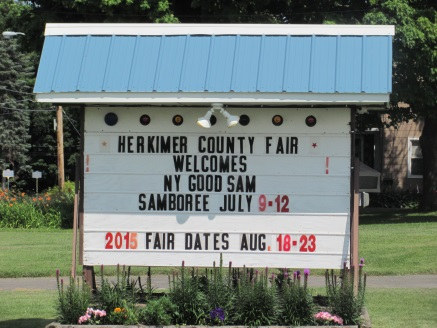 HERKIMER COUNTY FAIR
WELCOMES
NY GOOD SAM
SAMBOREE JULY 9-12
2015 FAIR DATES AUG. 18-23